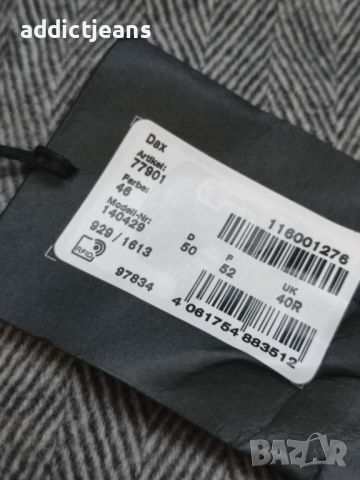 addictjeans
Dax
Artikel:
77901
Farbe:
46
Modell-Nr:
140429
929 / 1613
RFID
97834
116001276
D F UK
50 52 40R
4 061754 883512
BAZAR